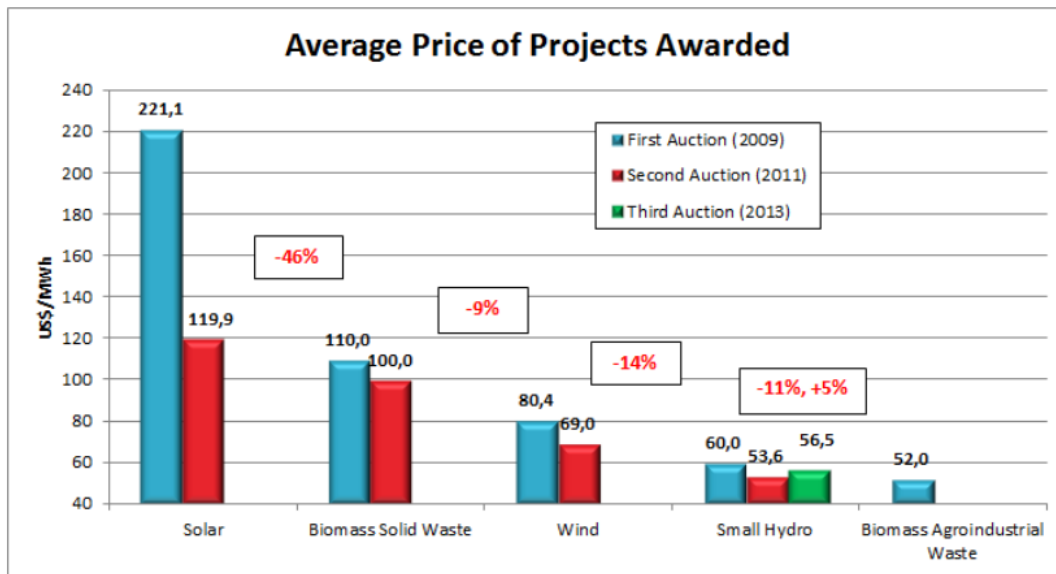 Average Price of Projects Awarded
US$/MWh
240
220
200
180
160
140
120
100
80
60
40
221,1
119,9
-46%
110,0
100,0
-9%
80,4
69,0
-14%
60,0
53,6
56,5
-11%, +5%
52,0
First Auction (2009)
Second Auction (2011)
Third Auction (2013)
Solar
Biomass Solid Waste
Wind
Small Hydro
Biomass Agroindustrial
Waste